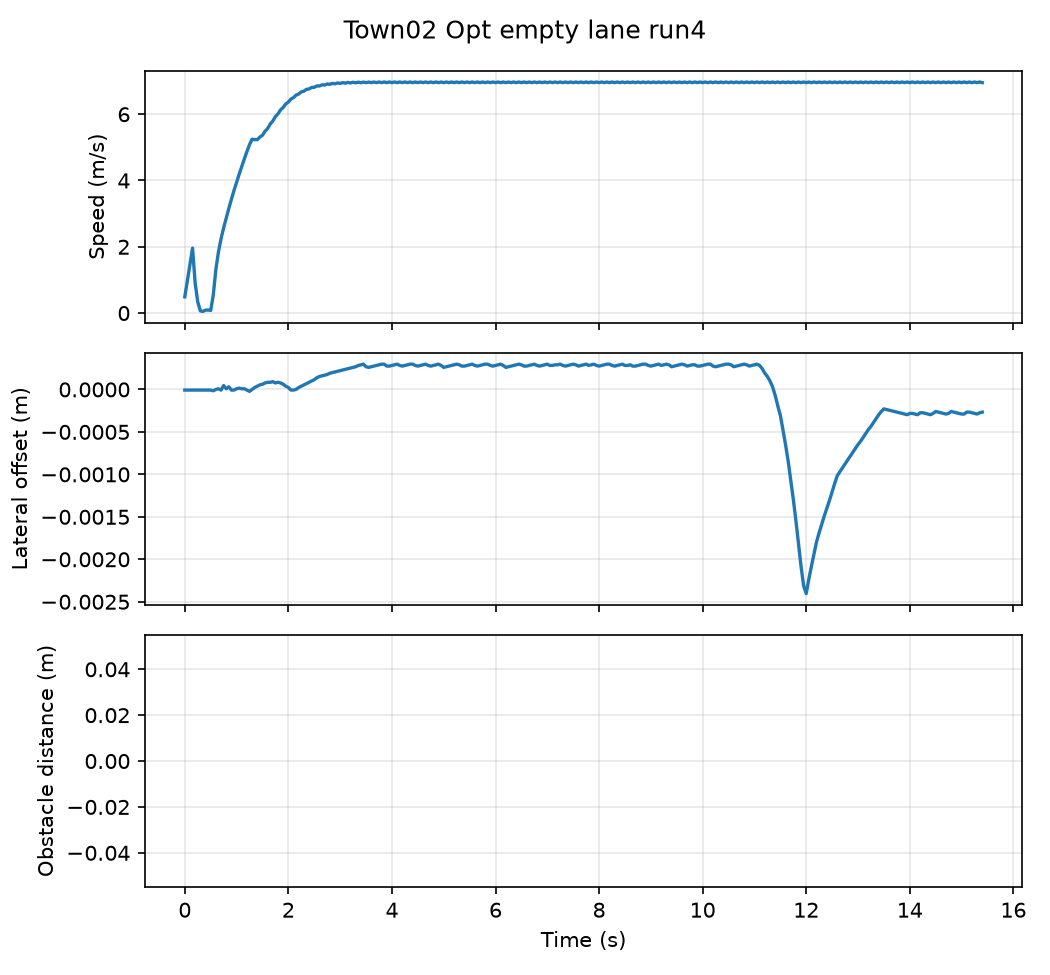 Town02 Opt empty lane run4
Speed (m/s)
6
4
2
0
Lateral offset (m)
0.0000
−0.0005
−0.0010
−0.0015
−0.0020
−0.0025
Obstacle distance (m)
0.04
0.02
0.00
−0.02
−0.04
0 2 4 6 8 10 12 14 16
Time (s)